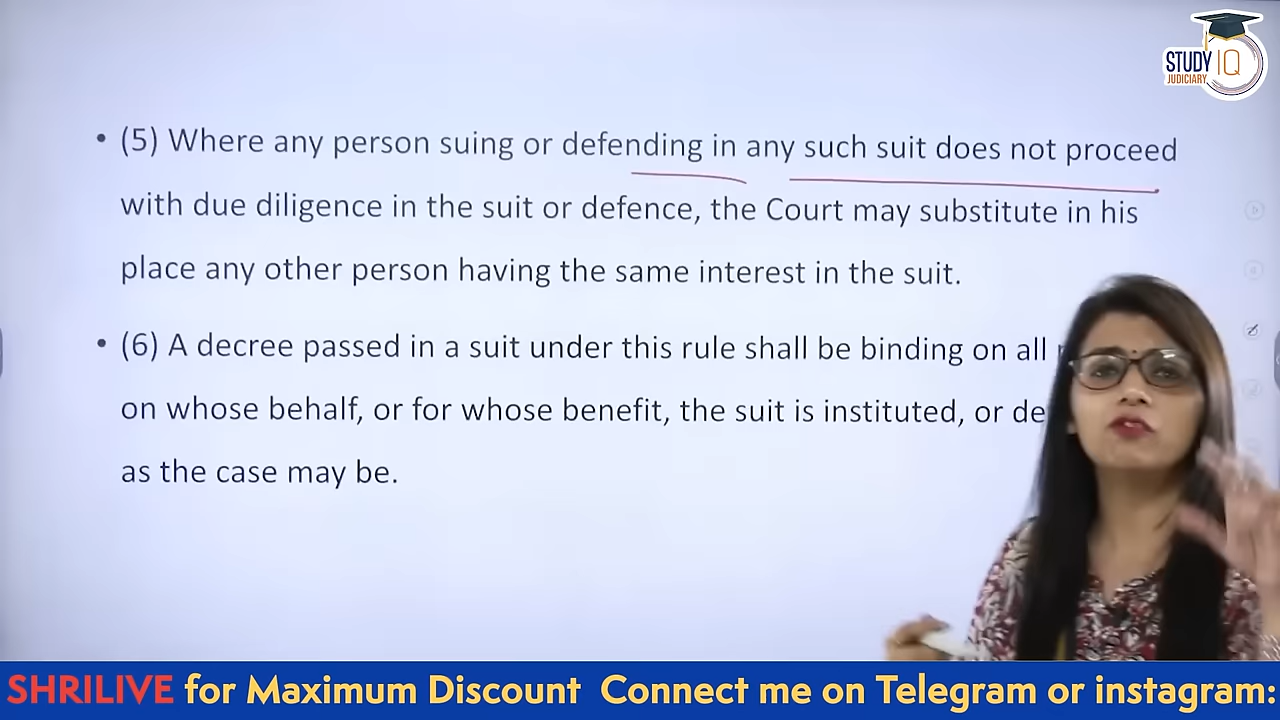 STUDY IQ
JUDICIARY
• (5) Where any person suing or defending in any such suit does not proceed
with due diligence in the suit or defence, the Court may substitute in his
place any other person having the same interest in the suit.
• (6) A decree passed in a suit under this rule shall be binding on all
on whose behalf, or for whose benefit, the suit is instituted, or de
as the case may be.
SHRILIVE for Maximum Discount Connect me on Telegram or instagram: